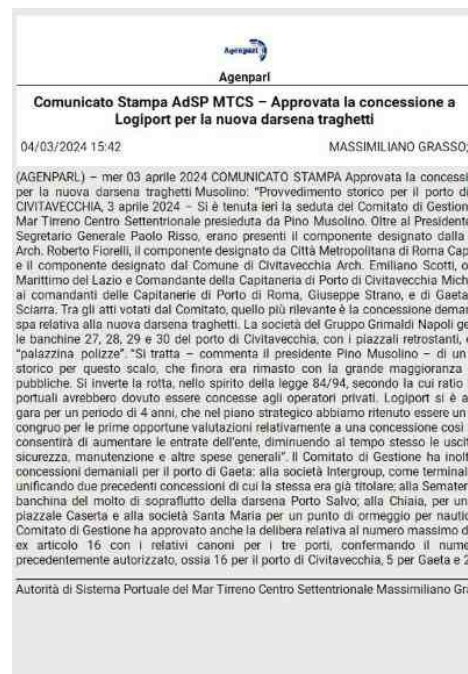 Agenparl
Agenparl
Comunicato Stampa AdSP MTCS – Approvata la concessione a
Logiport per la nuova darsena traghetti
04/03/2024 15:42
MASSIMILIANO GRASSO;
(AGENPARL) – mer 03 aprile 2024 COMUNICATO STAMPA Approvata la concessi
per la nuova darsena traghetti Musolino: "Provvedimento storico per il porto di
CIVITAVECCHIA, 3 aprile 2024 – Si è tenuta ieri la seduta del Comitato di Gestion
Mar Tirreno Centro Settentrionale presieduta da Pino Musolino. Oltre al Presidente
Segretario Generale Paolo Risso, erano presenti il componente designato dalla
Arch. Roberto Fiorelli, il componente designato da Città Metropolitana di Roma Cap
e il componente designato dal Comune di Civitavecchia Arch. Emiliano Scotti, o
Marittimo del Lazio e Comandante della Capitaneria di Porto di Civitavecchia Mich
ai comandanti delle Capitanerie di Porto di Roma, Giuseppe Strano, e di Gaeta
Sciarra. Tra gli atti votati dal Comitato, quello più rilevante è la concessione deman
spa relativa alla nuova darsena traghetti. La società del Gruppo Grimaldi Napoli ge
le banchine 27, 28, 29 e 30 del porto di Civitavecchia, con i piazzali retrostanti,
"palazzina polizze". "Si tratta – commenta il presidente Pino Musolino – di un
storico per questo scalo, che finora era rimasto con la grande maggioranza
pubbliche. Si inverte la rotta, nello spirito della legge 84/94, secondo la cui ratio
portuali avrebbero dovuto essere concesse agli operatori privati. Logiport si è a
gara per un periodo di 4 anni, che nel piano strategico abbiamo ritenuto essere un
congruo per le prime opportune valutazioni relativamente a una concessione così
consentirà di aumentare le entrate dell'ente, diminuendo al tempo stesso le uscit
sicurezza, manutenzione e altre spese generali". Il Comitato di Gestione ha inolt
concessioni demaniali per il porto di Gaeta: alla società Intergroup, come terminal
unificando due precedenti concessioni di cui la stessa era già titolare; alla Semater
banchina del molto di sopraflutto della darsena Porto Salvo; alla Chiaia, per un
piazzale Caserta e alla società Santa Maria per un punto di ormeggio per nautic
Comitato di Gestione ha approvato anche la delibera relativa al numero massimo d
ex articolo 16 con i relativi canoni per i tre porti, confermando il nume
precedentemente autorizzato, ossia 16 per il porto di Civitavecchia, 5 per Gaeta e 2
Autorità di Sistema Portuale del Mar Tirreno Centro Settentrionale Massimiliano Gra